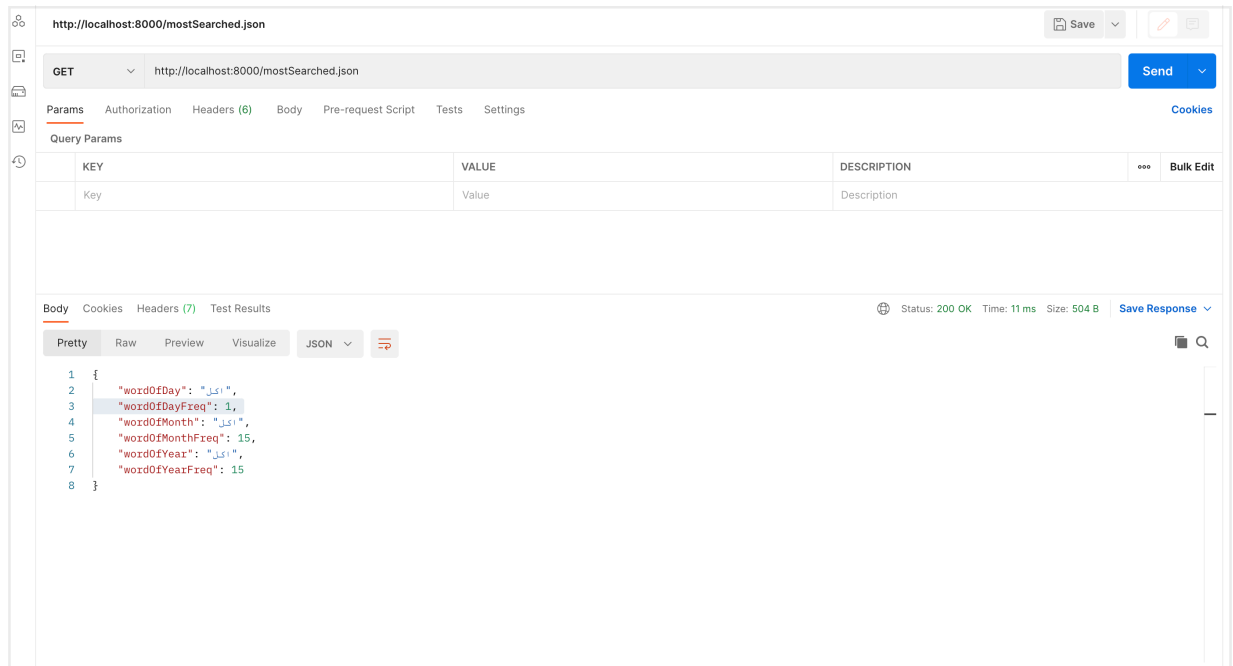 http://localhost:8000/mostSearched.json
Save
GET http://localhost:8000/mostSearched.json
Send
Params Authorization Headers (6) Body Pre-request Script Tests Settings Cookies
Query Params
KEY VALUE DESCRIPTION ooo Bulk Edit
Key Value Description
Body Cookies Headers (7) Test Results Status: 200 OK Time: 11 ms Size: 504 B Save Response
Pretty Raw Preview Visualize JSON
1 {
2 "wordOfDay": "اكل",
3 "wordOfDayFreq": 1,
4 "wordOfMonth": "اكل",
5 "wordOfMonthFreq": 15,
6 "wordOfYear": "اكل",
7 "wordOfYearFreq": 15
8 }